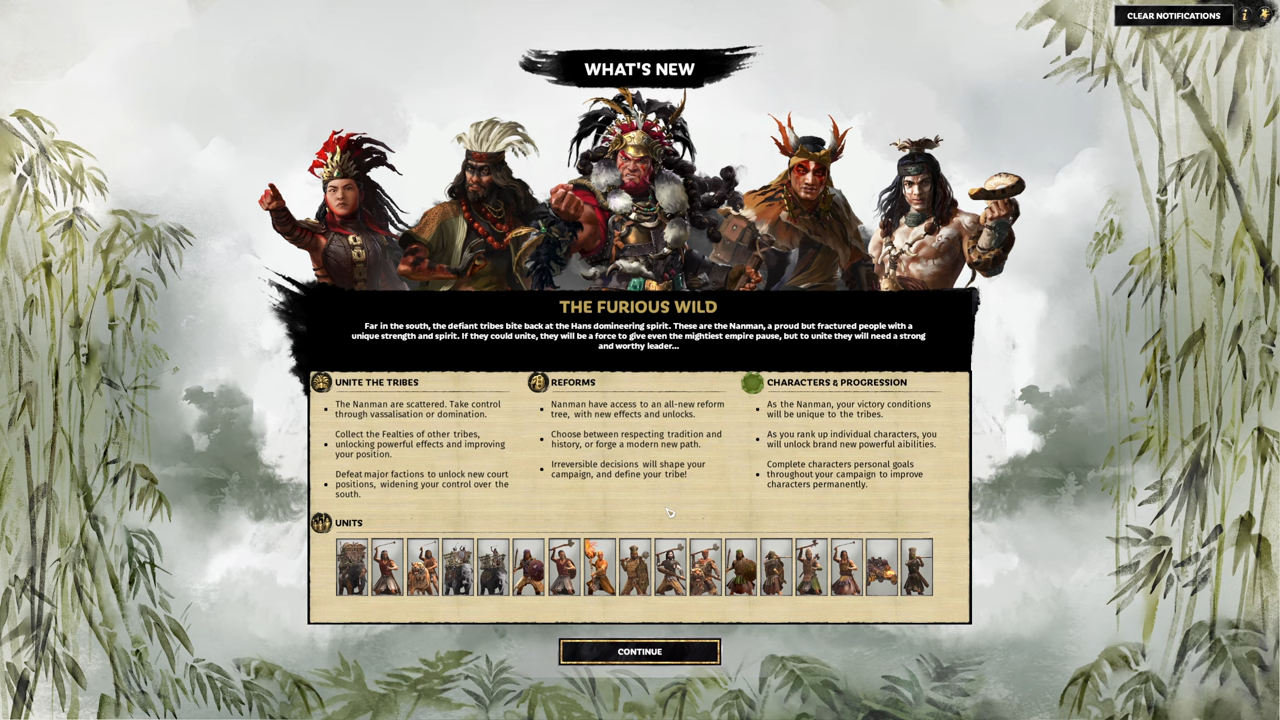 CLEAR NOTIFICATIONS
WHAT'S NEW
THE FURIOUS WILD
Far in the south, the defiant tribes bite back at the Hans domineering spirit. These are the Nanman, a proud but fractured people with a
unique strength and spirit. If they could unite, they will be a force to give even the mightiest empire pause, but to unite they will need a strong
and worthy leader...
UNITE THE TRIBES
The Nanman are scattered. Take control
through vassalisation or domination.
Collect the Fealties of other tribes,
unlocking powerful effects and improving
your position.
Defeat major factions to unlock new court
positions, widening your control over the
south.
REFORMS
Nanman have access to an all-new reform
tree, with new effects and unlocks.
Choose between respecting tradition and
history, or forge a modern new path.
Irreversible decisions will shape your
campaign, and define your tribe!
CHARACTERS & PROGRESSION
As the Nanman, your victory conditions
will be unique to the tribes.
As you rank up individual characters, you
will unlock brand new powerful aibilities.
Complete characters personal goals
throughout your campaign to improve
characters permanently.
UNITS
CONTINUE